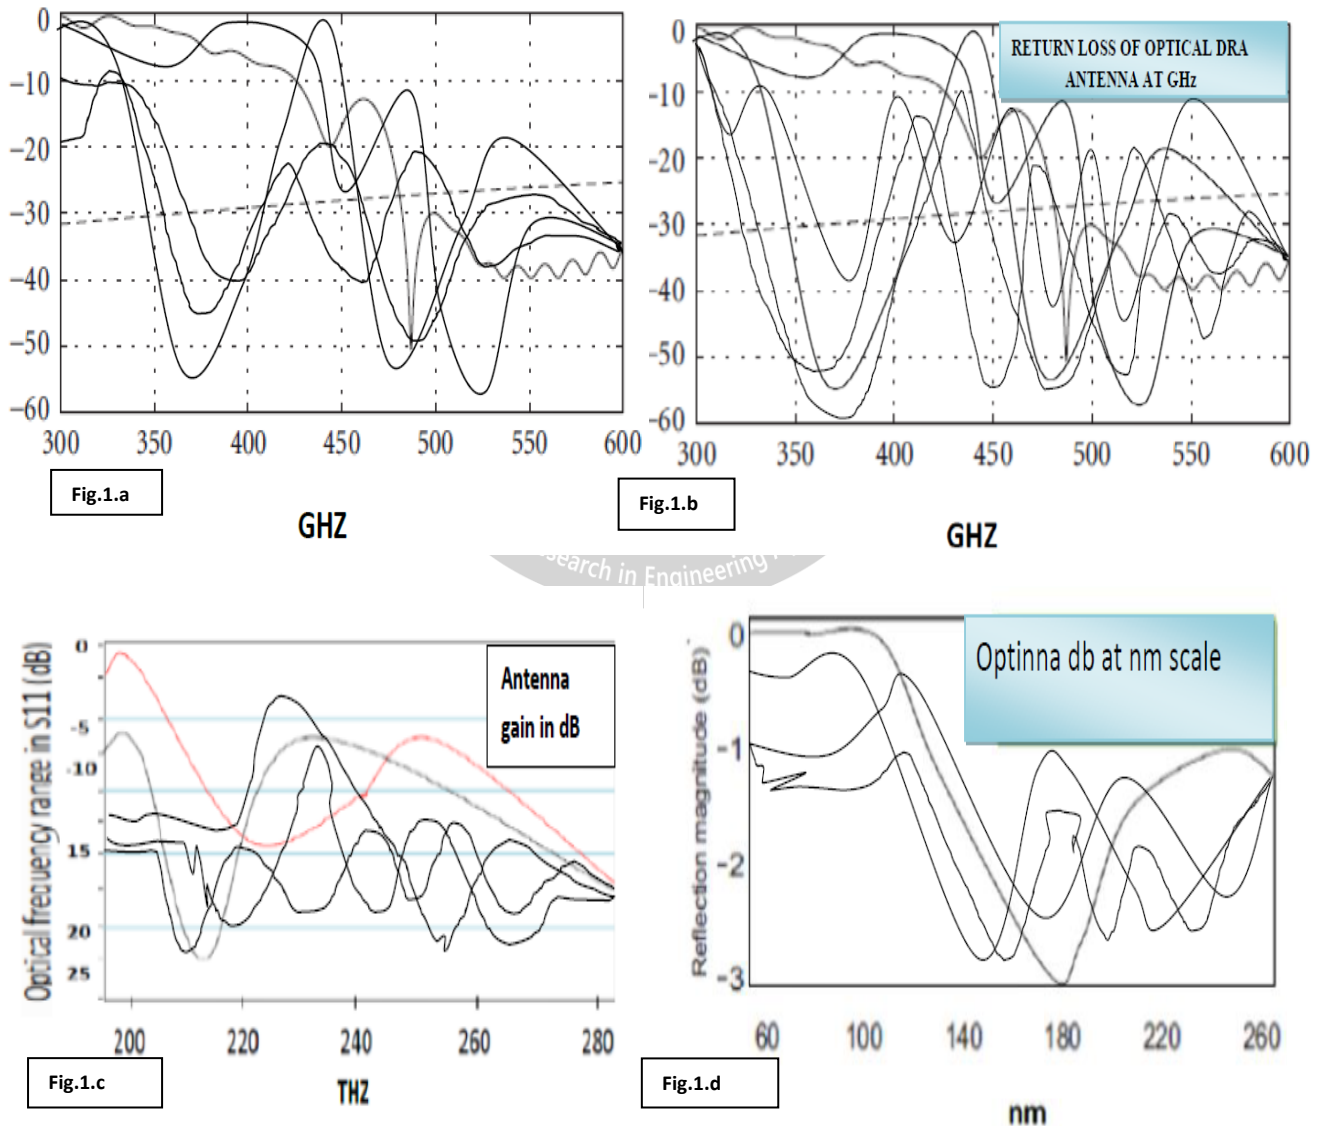 0
−10
−20
−30
−40
−50
−60
300 350 400 450 500 550 600
Fig.1.a
GHZ
RETURN LOSS OF OPTICAL DRA
ANTENNA AT GHz
0
−10
−20
−30
−40
−50
−60
300 350 400 450 500 550 600
Fig.1.b
GHZ
search in Engineering
Optical frequency range in S11 (dB)
0
-5
-10
15
20
25
Antenna
gain in dB
200 220 240 260 280
Fig.1.c
THZ
Reflection magnitude (dB)
0
-1
-2
-3
Optinna db at nm scale
60 100 140 180 220 260
Fig.1.d
nm